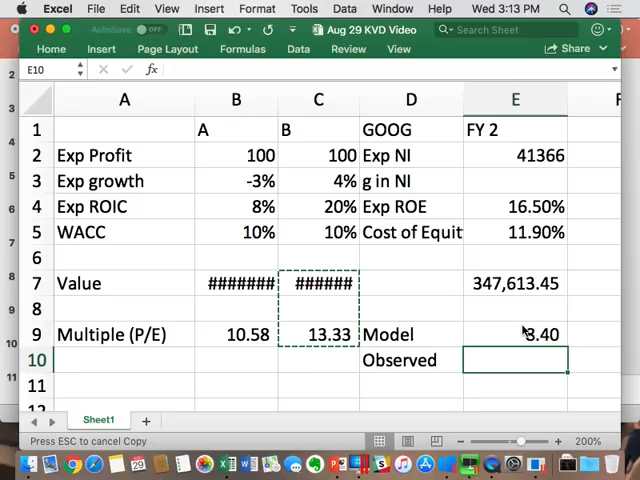 Excel File Edit View Insert Format Tools Data Window Help Mon 3:13 PM
AutoSave OFF Aug 29 KVD Video Search Sheet
Home Insert Page Layout Formulas Data Review View Share
E10 fx
A B C D E F
1 A B GOOG FY 2
2 Exp Profit 100 100 Exp NI 41366
3 Exp growth -3% 4% g in NI
4 Exp ROIC 8% 20% Exp ROE 16.50%
5 WACC 10% 10% Cost of Equit 11.90%
6
7 Value ####### ###### 347,613.45
8
9 Multiple (P/E) 10.58 13.33 Model .40
10 Observed
11
12
Sheet1 +
Press ESC to cancel Copy 200%